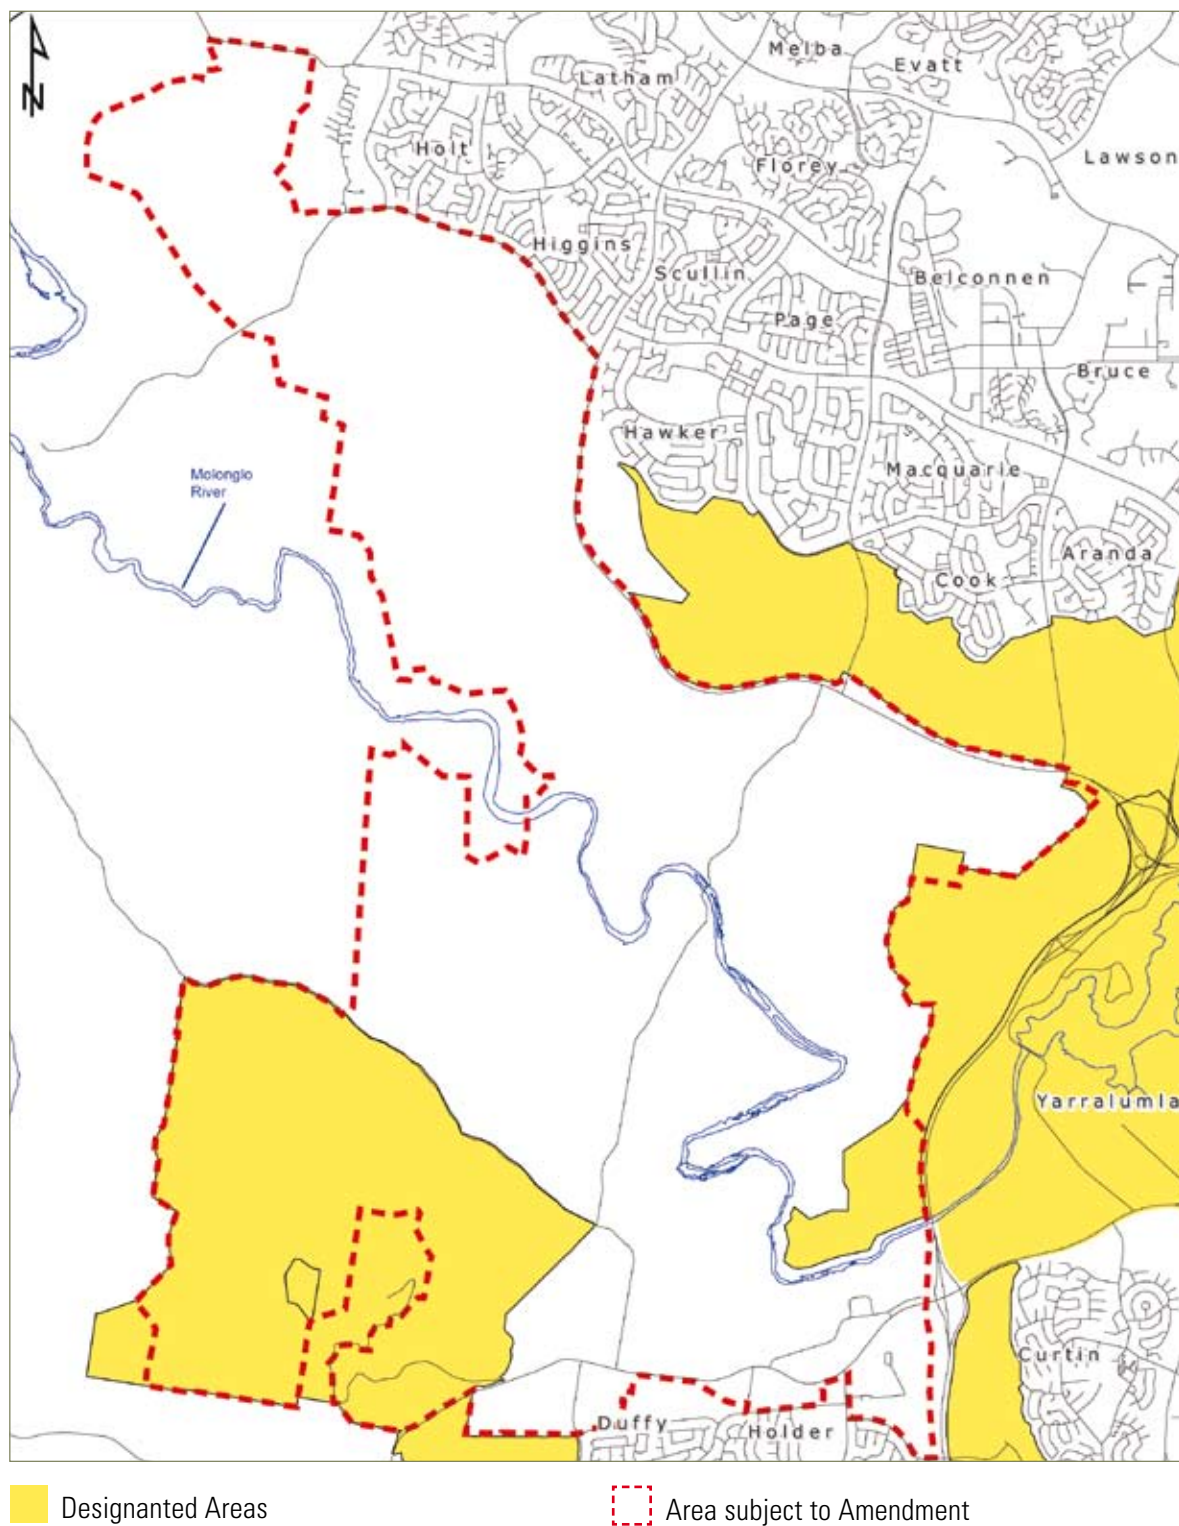 N
Melba
Evatt
Latham
Holt
Florey
Lawson
Higgins
Scullin
Belconnen
Page
Bruce
Hawker
Macquarie
Molonglo
River
Aranda
Cook
Yarralumla
Curtin
Duffy
Holder
Designanted Areas
Area subject to Amendment